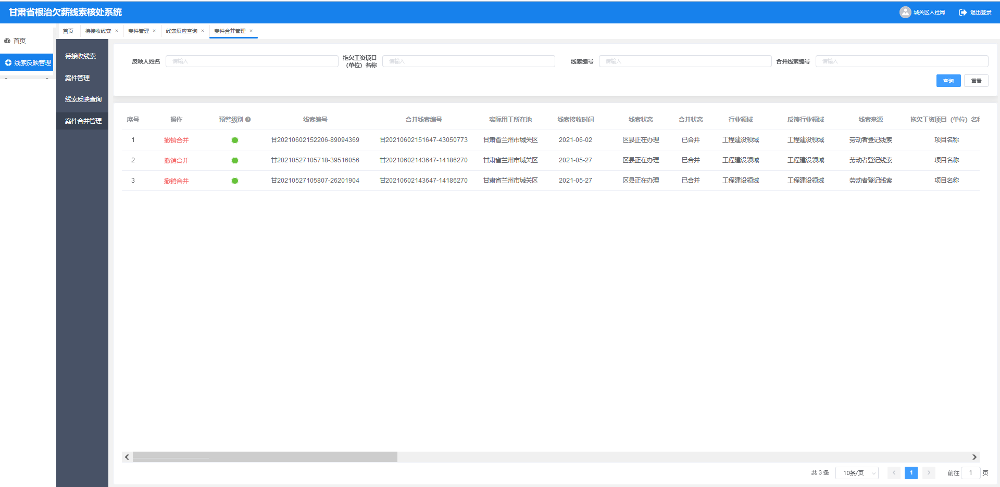 甘肃省根治欠薪线索核处系统
城关区人社局
退出登录
首页
待接收线索 ×
案件管理 ×
线索反应查询 ×
案件合并管理 ×
首页
线索反映管理
待接收线索
案件管理
线索反映查询
案件合并管理
反映人姓名 请输入
拖欠工资项目
（单位）名称 请输入
线索编号 请输入
合并线索编号 请输入
查询 重置
序号 操作 预警级别 线索编号 合并线索编号 实际用工所在地 线索接收时间 线索状态 合并状态 行业领域 反馈行业领域 线索来源 拖欠工资项目（单位）名称
1 撤销合并 甘20210602152206-89094369 甘20210602151647-43050773 甘肃省兰州市城关区 2021-06-02 区县正在办理 已合并 工程建设领域 工程建设领域 劳动者登记线索 项目名称
2 撤销合并 甘20210527105718-39516056 甘20210602143647-14186270 甘肃省兰州市城关区 2021-05-27 区县正在办理 已合并 工程建设领域 工程建设领域 劳动者登记线索 项目名称
3 撤销合并 甘20210527105807-26201904 甘20210602143647-14186270 甘肃省兰州市城关区 2021-05-27 区县正在办理 已合并 工程建设领域 工程建设领域 劳动者登记线索 项目名称
共 3 条 10条/页 1 前往 1 页